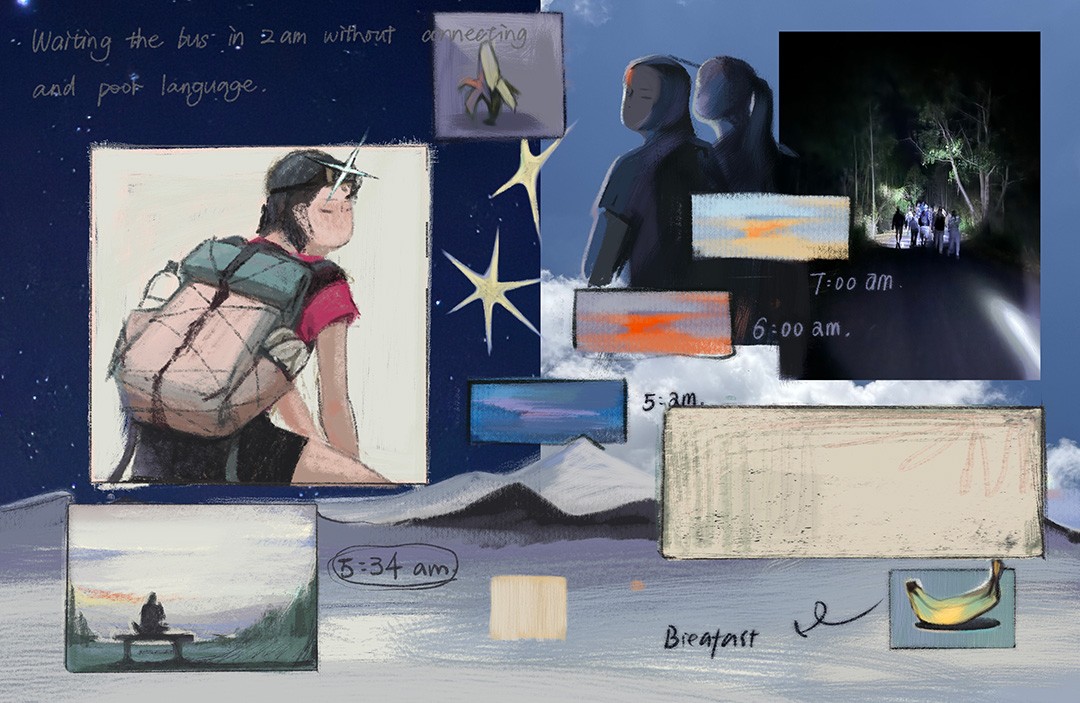 Waiting the bus in 2am without connecting
and poor language.
7:00 am.
6:00 am.
5:am.
5:34 am
Bieafast